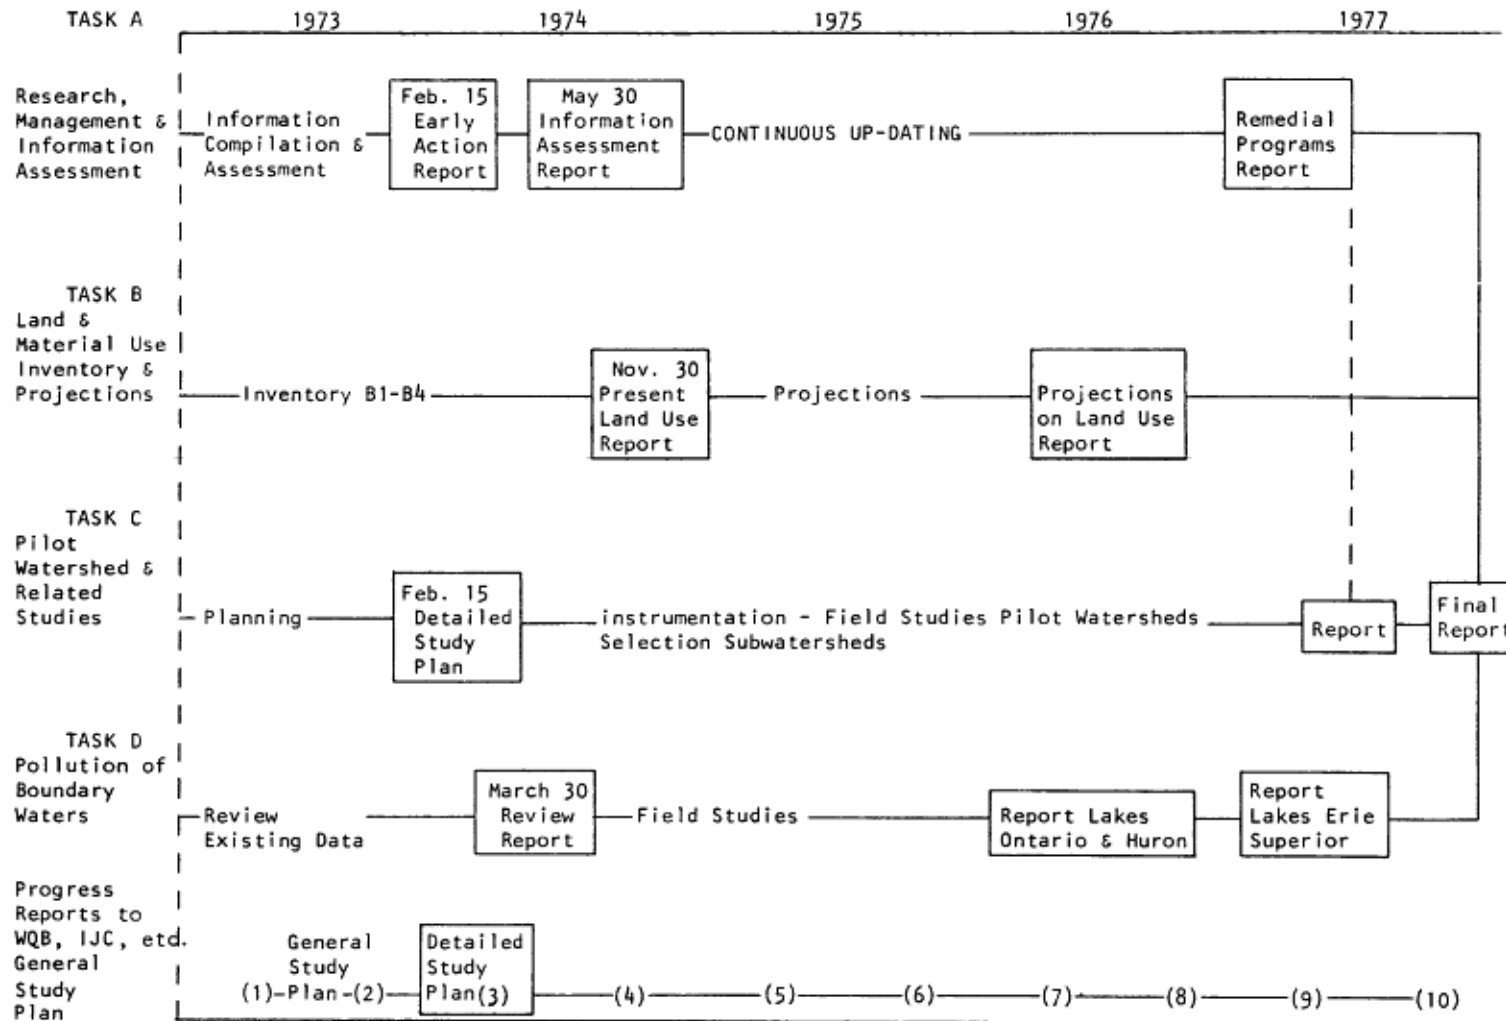 TASK A 1973 1974 1975 1976 1977
Research,
Management &
Information
Assessment
Information
Compilation &
Assessment
Feb. 15
Early
Action
Report
May 30
Information
Assessment
Report
CONTINUOUS UP-DATING
Remedial
Programs
Report
TASK B
Land &
Material Use
Inventory &
Projections
Inventory B1-B4
Nov. 30
Present
Land Use
Report
Projections
Projections
on Land Use
Report
TASK C
Pilot
Watershed &
Related
Studies
Planning
Feb. 15
Detailed
Study
Plan
instrumentation - Field Studies Pilot Watersheds
Selection Subwatersheds
Report
Final
Report
TASK D
Pollution of
Boundary
Waters
Review
Existing Data
March 30
Review
Report
Field Studies
Report Lakes
Ontario & Huron
Report
Lakes Erie
Superior
Progress
Reports to
WQB, IJC, etd.
General
Study
Plan
General
Study
(1)-Plan-(2)
Detailed
Study
Plan(3)
(4) (5) (6) (7) (8) (9) (10)